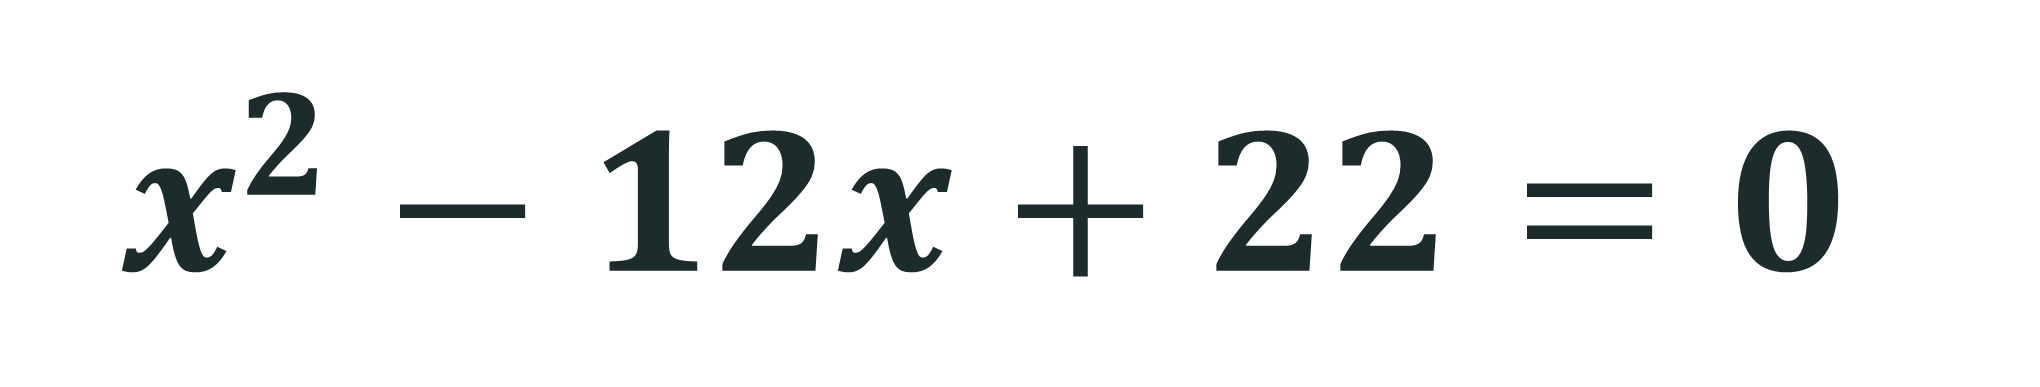 x² − 12x + 22 = 0